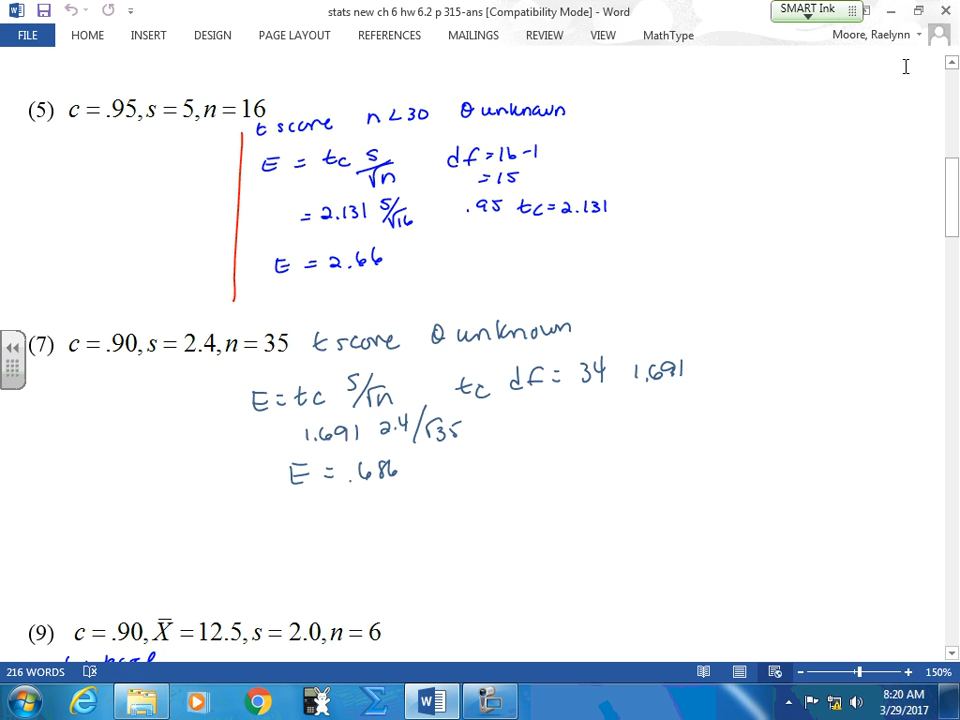 stats new ch 6 hw 6.2 p 315-ans [Compatibility Mode] - Word
SMART Ink
FILE HOME INSERT DESIGN PAGE LAYOUT REFERENCES MAILINGS REVIEW VIEW MathType Moore, Raelynn
(5) c = .95, s = 5, n = 16
t score n < 30 θ unknown
E = tc s/√n df = 16-1
= 15
= 2.131 5/√16 .95 tc = 2.131
E = 2.66
(7) c = .90, s = 2.4, n = 35 t score θ unknown
E = tc s/√n tc df = 34 1.691
1.691 2.4/√35
E = .686
(9) c = .90, X̅ = 12.5, s = 2.0, n = 6
216 WORDS 150%
8:20 AM
3/29/2017